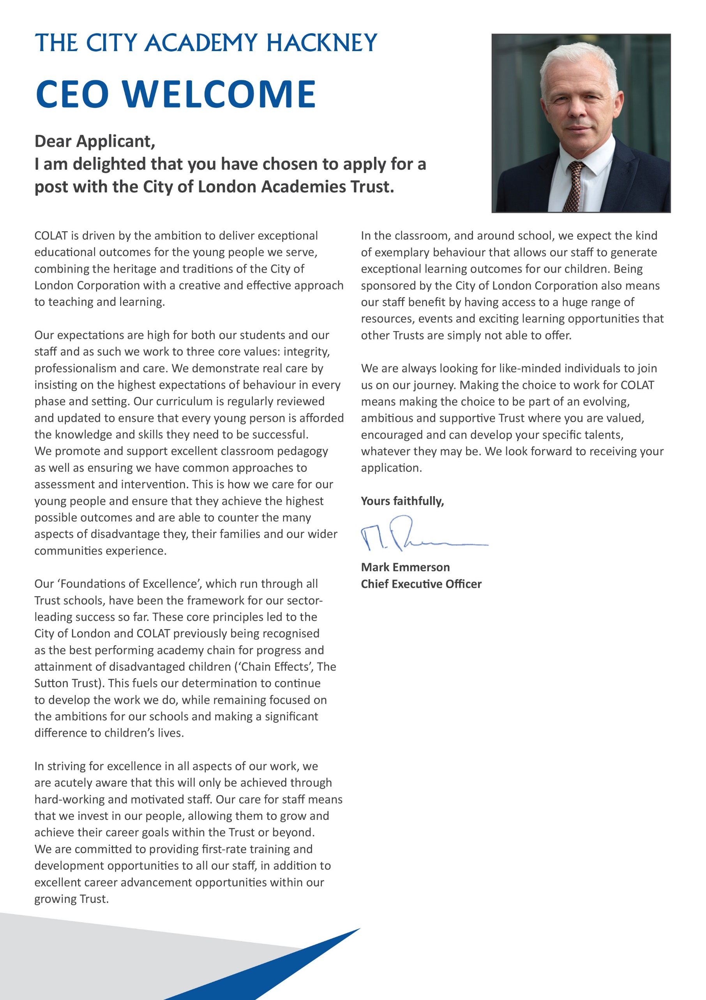 THE CITY ACADEMY HACKNEY
CEO WELCOME
Dear Applicant,
I am delighted that you have chosen to apply for a
post with the City of London Academies Trust.
COLAT is driven by the ambition to deliver exceptional
educational outcomes for the young people we serve,
combining the heritage and traditions of the City of
London Corporation with a creative and effective approach
to teaching and learning.
Our expectations are high for both our students and our
staff and as such we work to three core values: integrity,
professionalism and care. We demonstrate real care by
insisting on the highest expectations of behaviour in every
phase and setting. Our curriculum is regularly reviewed
and updated to ensure that every young person is afforded
the knowledge and skills they need to be successful.
We promote and support excellent classroom pedagogy
as well as ensuring we have common approaches to
assessment and intervention. This is how we care for our
young people and ensure that they achieve the highest
possible outcomes and are able to counter the many
aspects of disadvantage they, their families and our wider
communities experience.
Our ‘Foundations of Excellence’, which run through all
Trust schools, have been the framework for our sector-
leading success so far. These core principles led to the
City of London and COLAT previously being recognised
as the best performing academy chain for progress and
attainment of disadvantaged children (‘Chain Effects’, The
Sutton Trust). This fuels our determination to continue
to develop the work we do, while remaining focused on
the ambitions for our schools and making a significant
difference to children’s lives.
In striving for excellence in all aspects of our work, we
are acutely aware that this will only be achieved through
hard-working and motivated staff. Our care for staff means
that we invest in our people, allowing them to grow and
achieve their career goals within the Trust or beyond.
We are committed to providing first-rate training and
development opportunities to all our staff, in addition to
excellent career advancement opportunities within our
growing Trust.
In the classroom, and around school, we expect the kind
of exemplary behaviour that allows our staff to generate
exceptional learning outcomes for our children. Being
sponsored by the City of London Corporation also means
our staff benefit by having access to a huge range of
resources, events and exciting learning opportunities that
other Trusts are simply not able to offer.
We are always looking for like-minded individuals to join
us on our journey. Making the choice to work for COLAT
means making the choice to be part of an evolving,
ambitious and supportive Trust where you are valued,
encouraged and can develop your specific talents,
whatever they may be. We look forward to receiving your
application.
Yours faithfully,
Mark Emmerson
Chief Executive Officer